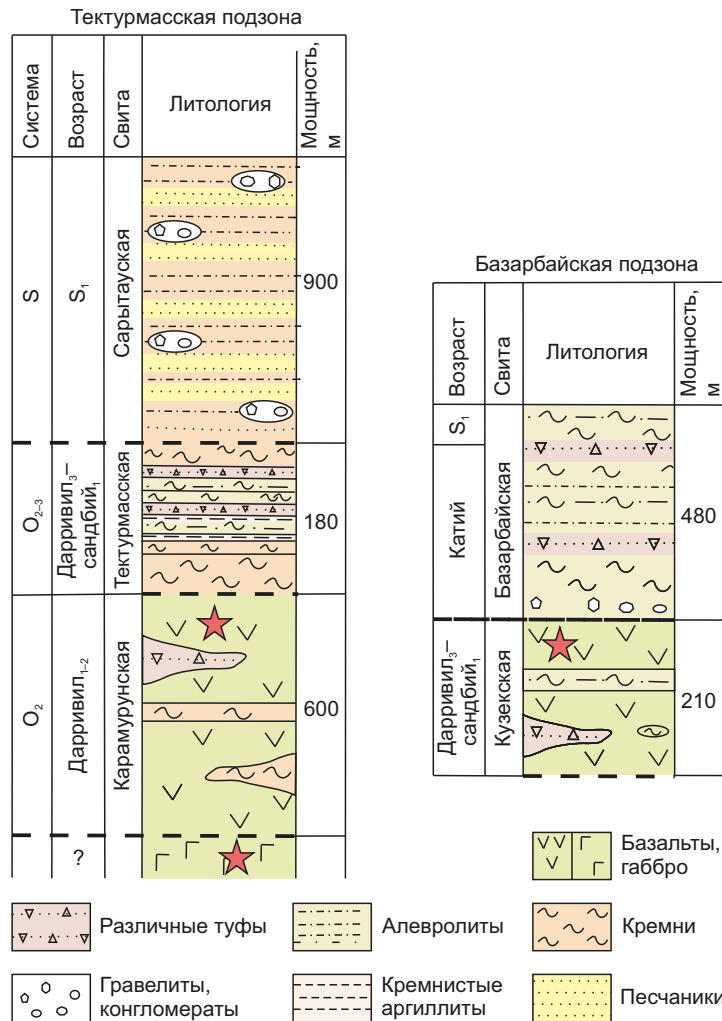 Тектурмасская подзона
Система
Возраст
Свита
Литология
Мощность,
м
S
S₁
Сарытауская
900
O₂₋₃
Дарривил₃–
сандбий₁
Тектурмасская
180
O₂
Дарривил₁₋₂
Карамурунская
600
?
Базарбайская подзона
Возраст
Свита
Литология
Мощность,
м
S₁
Катий
Базарбайская
480
Дарривил₃–
сандбий₁
Кузекская
210
Базальты,
габбро
Различные туфы
Алевролиты
Кремни
Гравелиты,
конгломераты
Кремнистые
аргиллиты
Песчаники